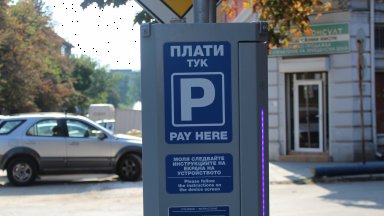 ПЛАТИ
ТУК
P
PAY HERE
МОЛЯ СЛЕДВАЙТЕ
ИНСТРУКЦИИТЕ НА
ЕКРАНА НА
УСТРОЙСТВОТО
Please follow
the instructions on
the device screen